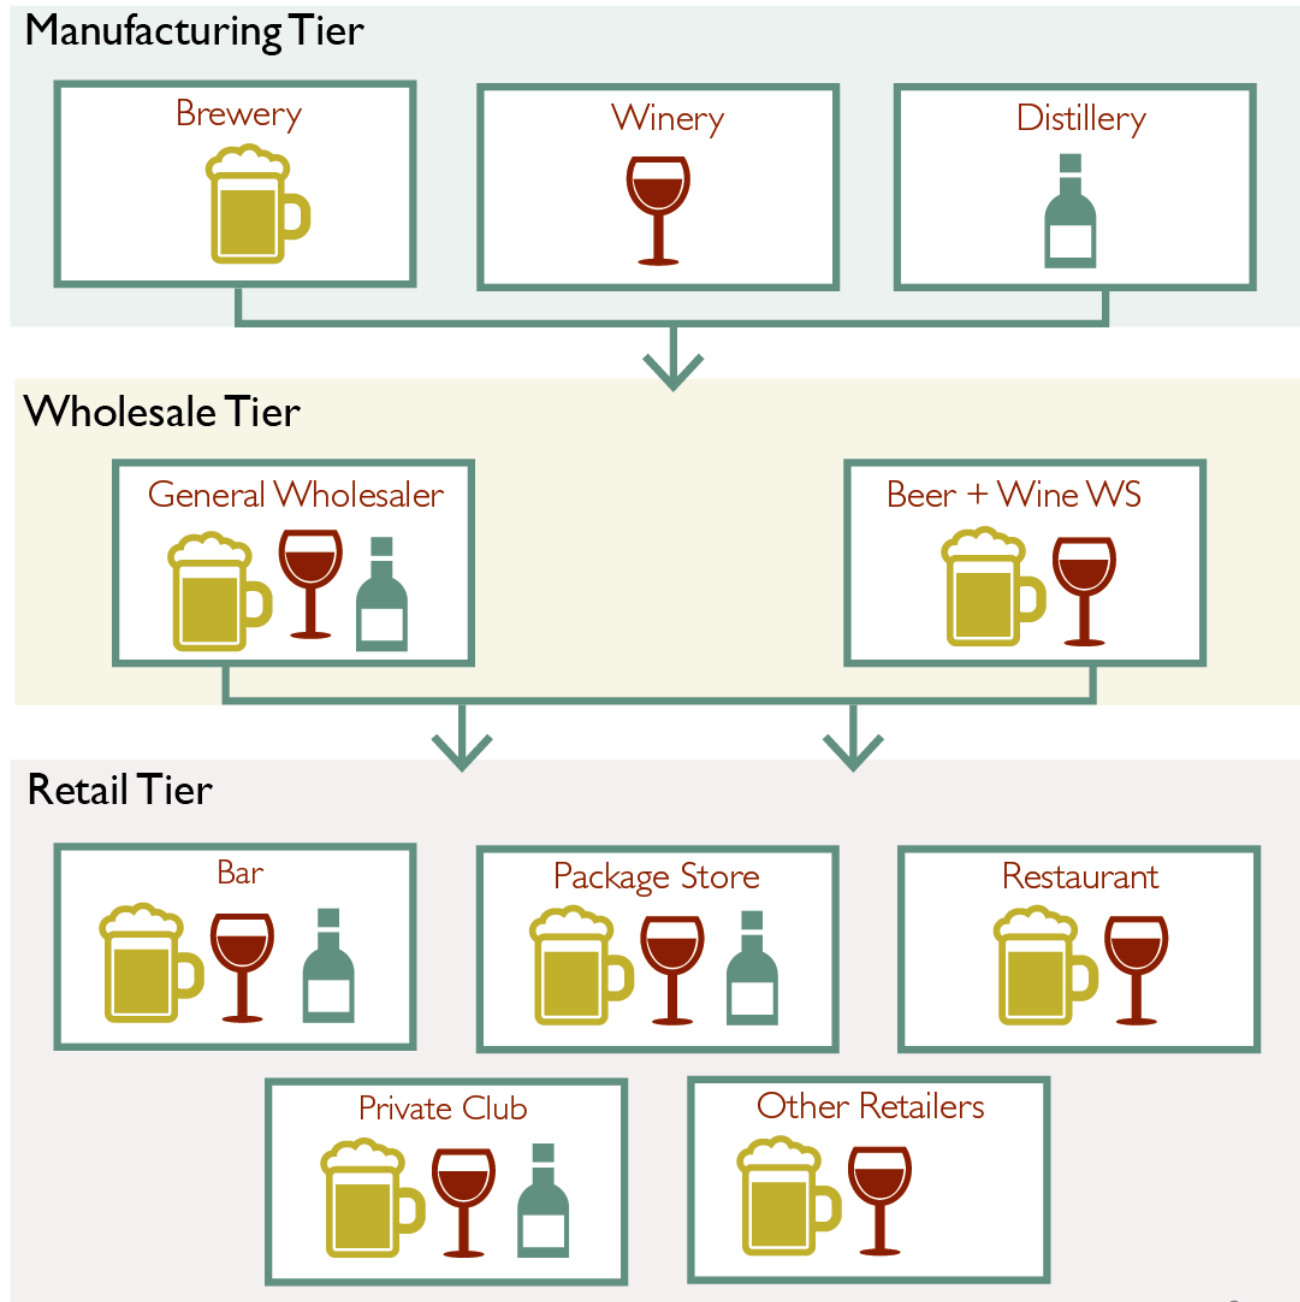 Manufacturing Tier
Brewery
Winery
Distillery
Wholesale Tier
General Wholesaler
Beer + Wine WS
Retail Tier
Bar
Package Store
Restaurant
Private Club
Other Retailers